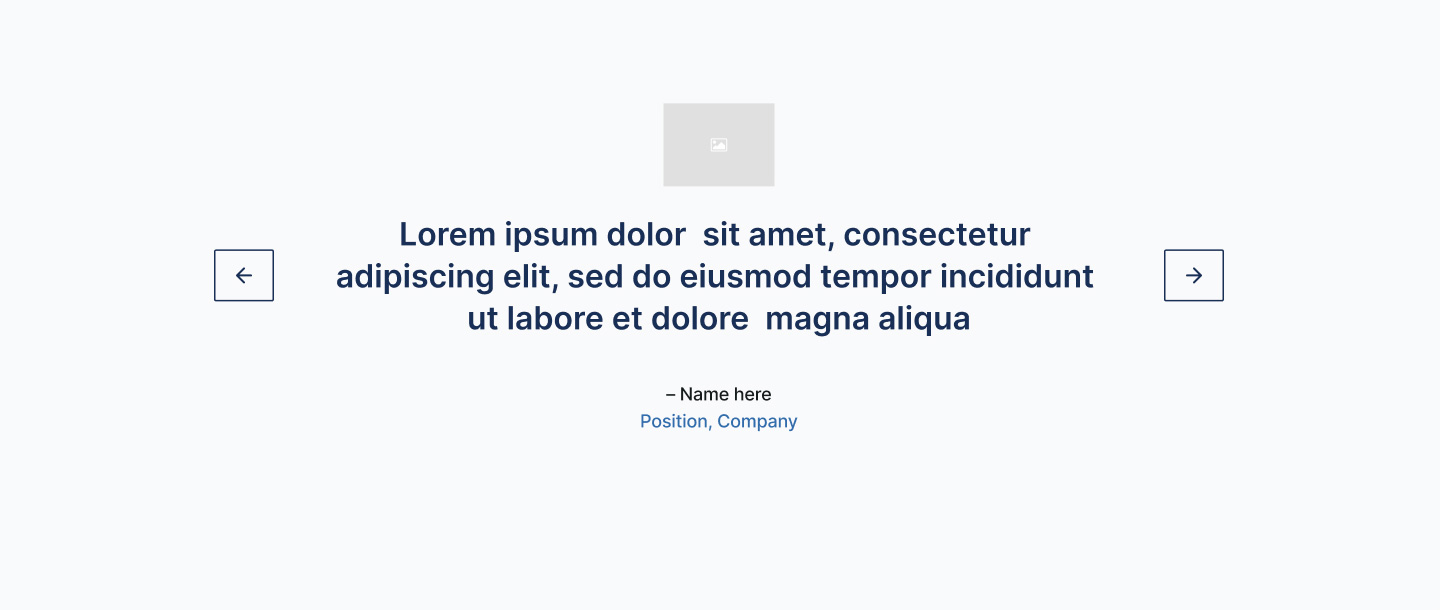 Lorem ipsum dolor  sit amet, consectetur
adipiscing elit, sed do eiusmod tempor incididunt
ut labore et dolore  magna aliqua
– Name here
Position, Company